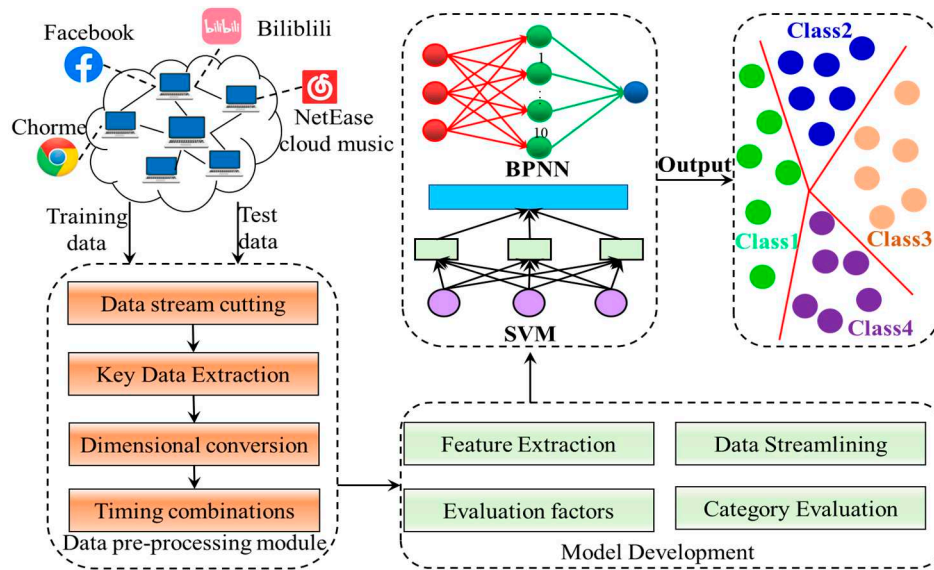 Facebook
bilibili
Biliblili
Chorme
NetEase
cloud music
Training
data
Test
data
Data stream cutting
Key Data Extraction
Dimensional conversion
Timing combinations
Data pre-processing module
1
:
10
BPNN
SVM
Output
Class2
Class1
Class3
Class4
Feature Extraction
Data Streamlining
Evaluation factors
Category Evaluation
Model Development